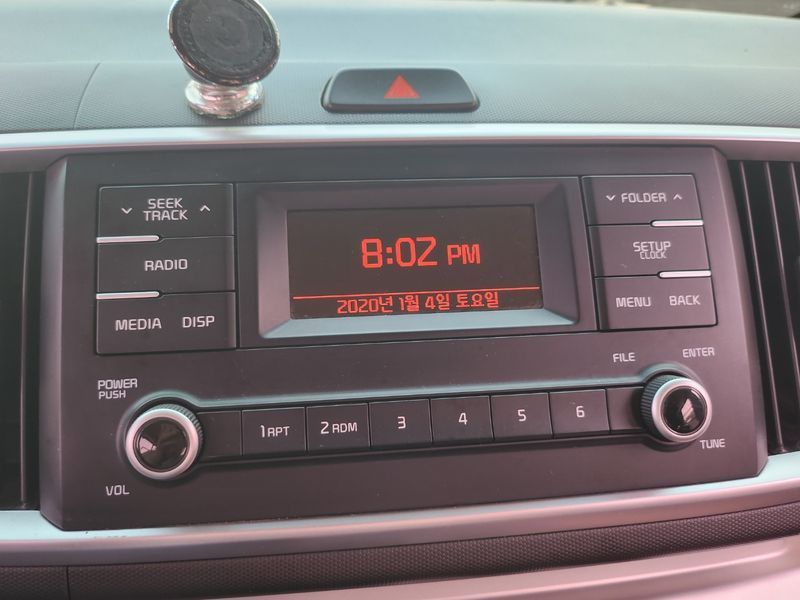 SEEK
TRACK
RADIO
MEDIA DISP
8:02 PM
2020년 1월 4일 토요일
FOLDER
SETUP
CLOCK
MENU BACK
POWER
PUSH
VOL
1 RPT
2 RDM
3
4
5
6
FILE
ENTER
TUNE